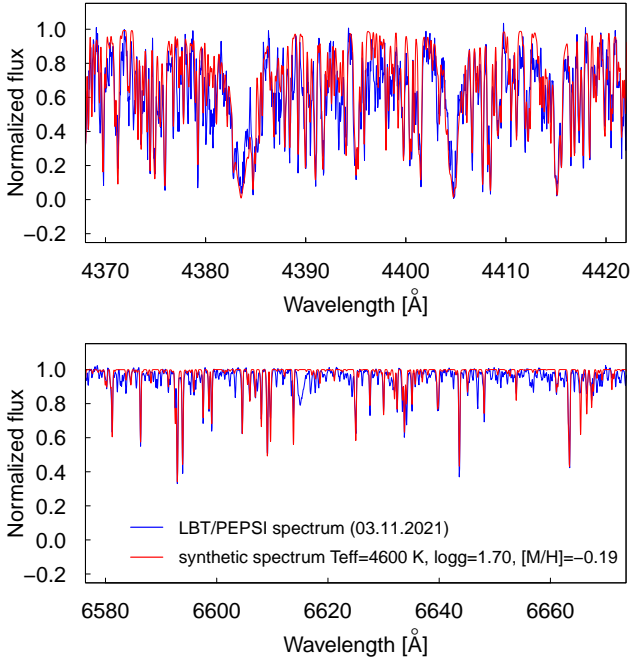 Normalized flux
1.0
0.8
0.6
0.4
0.2
0.0
−0.2
4370 4380 4390 4400 4410 4420
Wavelength [Å]
Normalized flux
1.0
0.8
0.6
0.4
0.2
0.0
−0.2
LBT/PEPSI spectrum (03.11.2021)
synthetic spectrum Teff=4600 K, logg=1.70, [M/H]=−0.19
6580 6600 6620 6640 6660
Wavelength [Å]